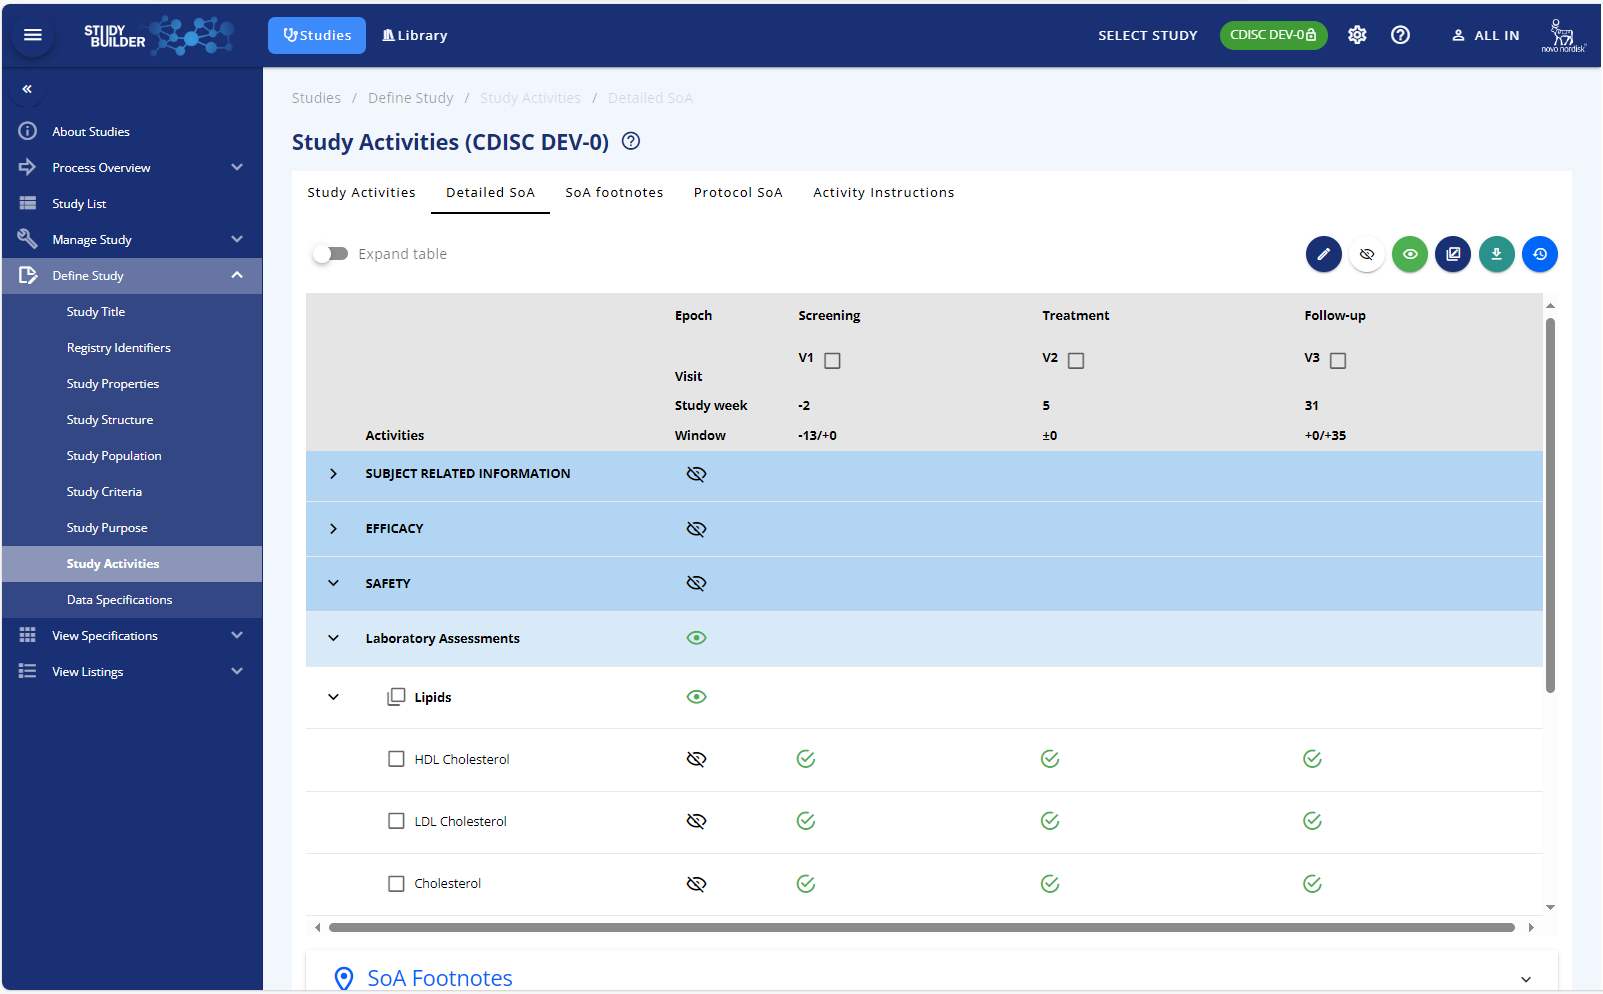 STUDY BUILDER
Studies
Library
SELECT STUDY
CDISC DEV-0
ALL IN
novo nordisk
About Studies
Process Overview
Study List
Manage Study
Define Study
Study Title
Registry Identifiers
Study Properties
Study Structure
Study Population
Study Criteria
Study Purpose
Study Activities
Data Specifications
View Specifications
View Listings
Studies / Define Study / Study Activities / Detailed SoA
Study Activities (CDISC DEV-0)
Study Activities Detailed SoA SoA footnotes Protocol SoA Activity Instructions
Expand table
Epoch Screening Treatment Follow-up
V1 V2 V3
Visit
Study week -2 5 31
Activities Window -13/+0 ±0 +0/+35
SUBJECT RELATED INFORMATION
EFFICACY
SAFETY
Laboratory Assessments
Lipids
HDL Cholesterol
LDL Cholesterol
Cholesterol
SoA Footnotes